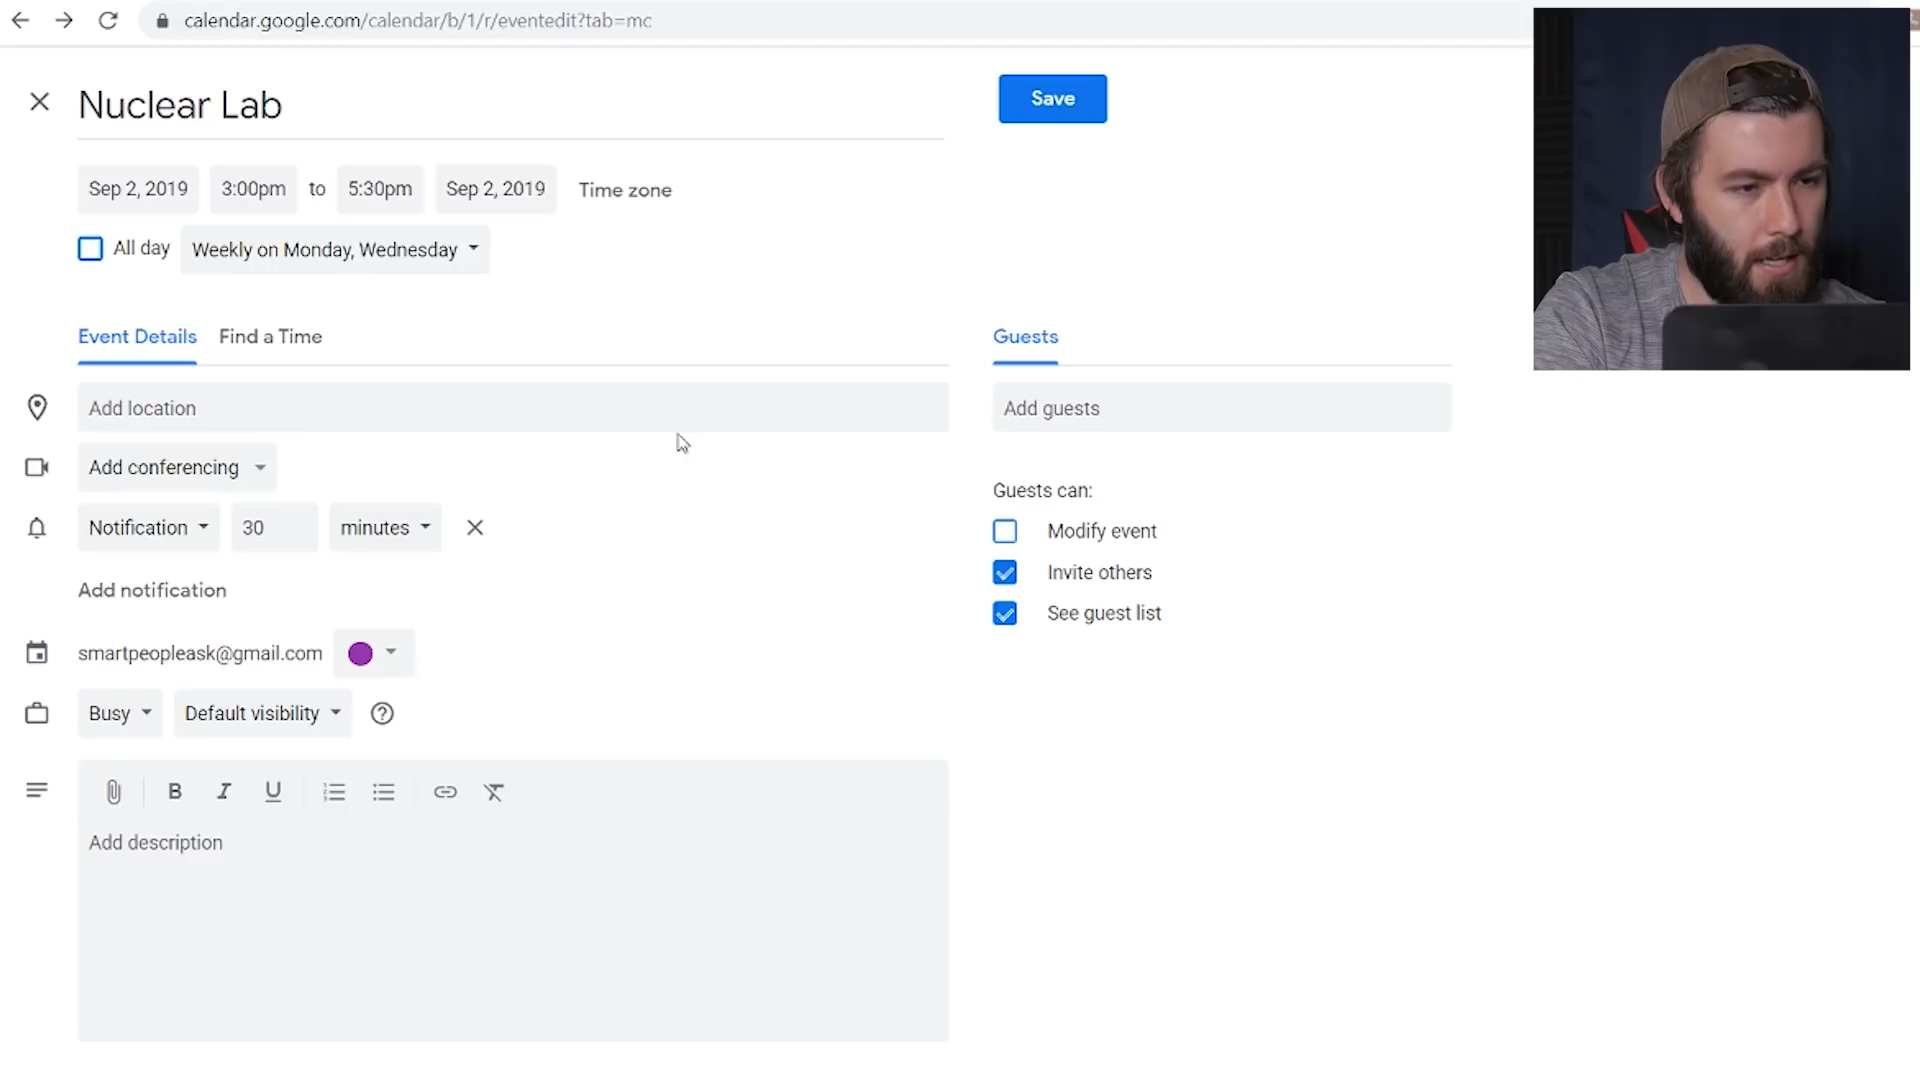 calendar.google.com/calendar/b/1/r/eventedit?tab=mc
Nuclear Lab
Save
Sep 2, 2019 3:00pm to 5:30pm Sep 2, 2019 Time zone
All day Weekly on Monday, Wednesday
Event Details Find a Time
Guests
Add location
Add guests
Add conferencing
Guests can:
Notification 30 minutes
Modify event
Invite others
Add notification
See guest list
smartpeopleask@gmail.com
Busy Default visibility
B I U
Add description